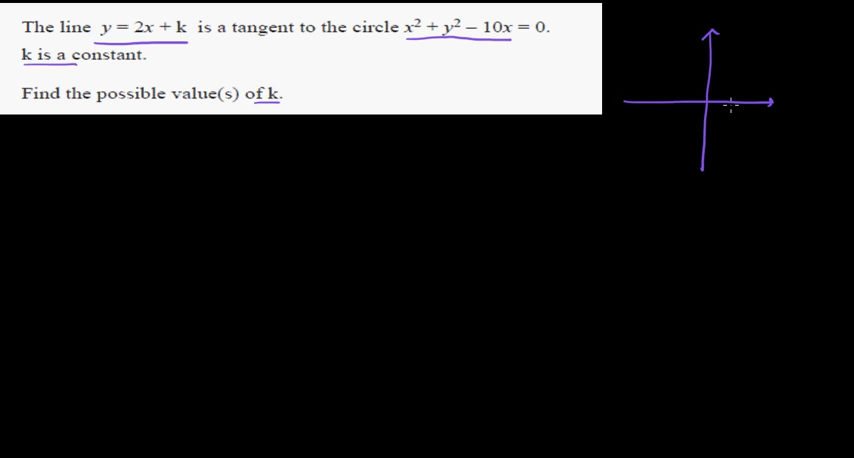 The line y = 2x + k is a tangent to the circle x² + y² – 10x = 0.
k is a constant.
Find the possible value(s) of k.